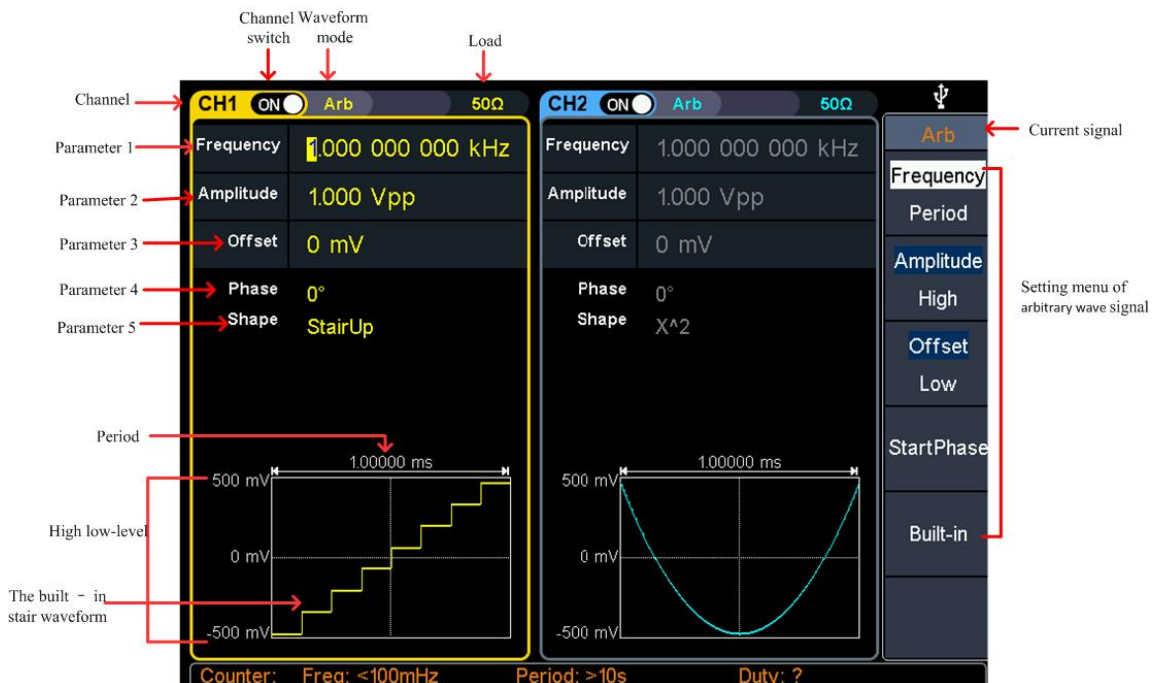 Channel switch
Waveform mode
Load
Channel
CH1 ON Arb 50Ω
CH2 ON Arb 50Ω
Arb
Current signal
Parameter 1
Frequency 1.000 000 000 kHz
Frequency 1.000 000 000 kHz
Frequency
Period
Parameter 2
Amplitude 1.000 Vpp
Amplitude 1.000 Vpp
Amplitude
High
Parameter 3
Offset 0 mV
Offset 0 mV
Offset
Low
Parameter 4
Phase 0°
Phase 0°
Setting menu of
arbitrary wave signal
Parameter 5
Shape StairUp
Shape X^2
StartPhase
Built-in
Period
1.00000 ms
500 mV
0 mV
-500 mV
1.00000 ms
500 mV
0 mV
-500 mV
High low-level
The built - in
stair waveform
Counter: Freq: <100mHz Period: >10s Duty: ?